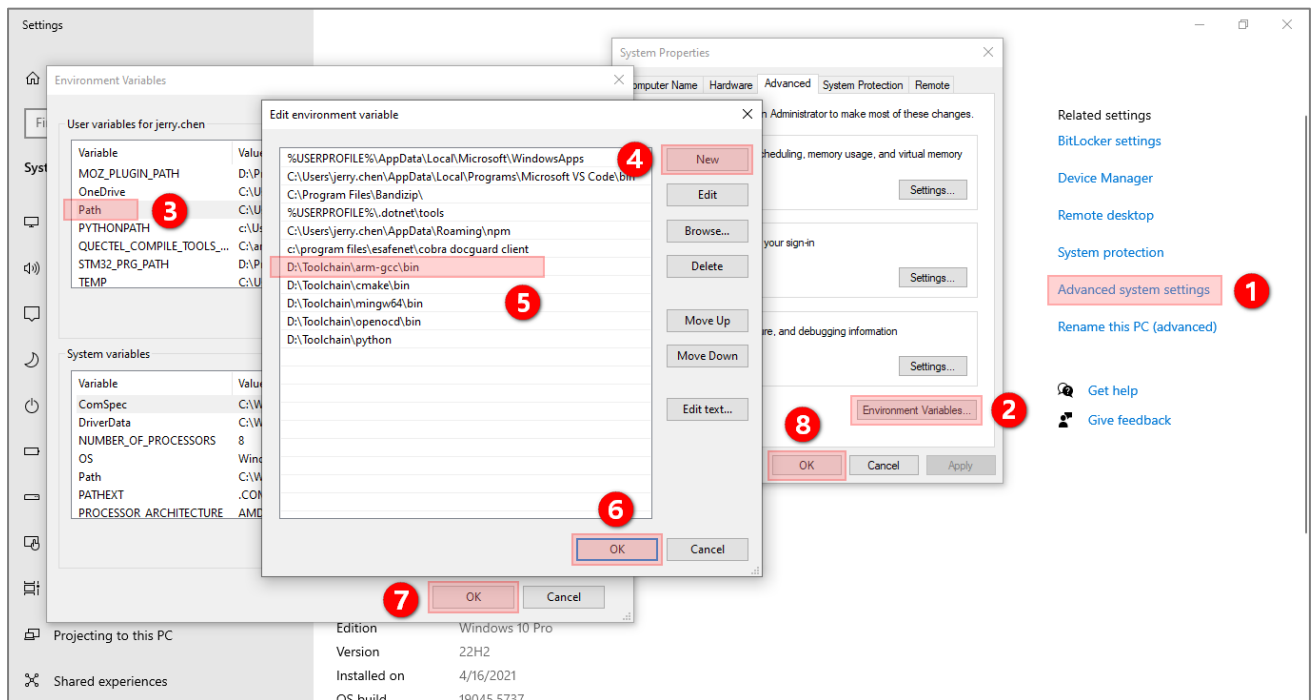 Settings
System Properties
Environment Variables
Computer Name Hardware Advanced System Protection Remote
Edit environment variable
Administrator to make most of these changes.
Related settings
User variables for jerry.chen
BitLocker settings
Variable
MOZ_PLUGIN_PATH D:\P
OneDrive C:\U
Path C:\U
PYTHONPATH c:\Us
QUECTEL_COMPILE_TOOLS_... C:\ar
STM32_PRG_PATH D:\P
TEMP C:\U
3
%USERPROFILE%\AppData\Local\Microsoft\WindowsApps
C:\Users\jerry.chen\AppData\Local\Programs\Microsoft VS Code\bin
C:\Program Files\Bandizip\
%USERPROFILE%\.dotnet\tools
C:\Users\jerry.chen\AppData\Roaming\npm
c:\program files\esafenet\cobra docguard client
D:\Toolchain\arm-gcc\bin
D:\Toolchain\cmake\bin
D:\Toolchain\mingw64\bin
D:\Toolchain\openocd\bin
D:\Toolchain\python
4
5
New
Edit
Browse...
Delete
Move Up
Move Down
Edit text...
6
OK Cancel
System variables
Variable
ComSpec C:\W
DriverData C:\W
NUMBER_OF_PROCESSORS 8
OS Wind
Path C:\W
PATHEXT .COM
PROCESSOR_ARCHITECTURE AMD
7
OK Cancel
memory usage, and virtual memory
Settings...
your sign-in
Settings...
and debugging information
Settings...
Environment Variables...
2
8
OK Cancel Apply
Device Manager
Remote desktop
System protection
Advanced system settings
1
Rename this PC (advanced)
Get help
Give feedback
Projecting to this PC
Shared experiences
Edition Windows 10 Pro
Version 22H2
Installed on 4/16/2021
OS build 19045.5737